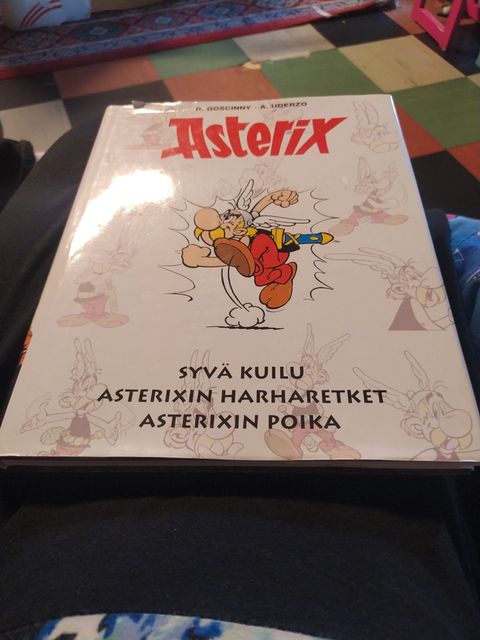 R. GOSCINNY - A. UDERZO
Asterix
SYVÄ KUILU
ASTERIXIN HARHARETKET
ASTERIXIN POIKA